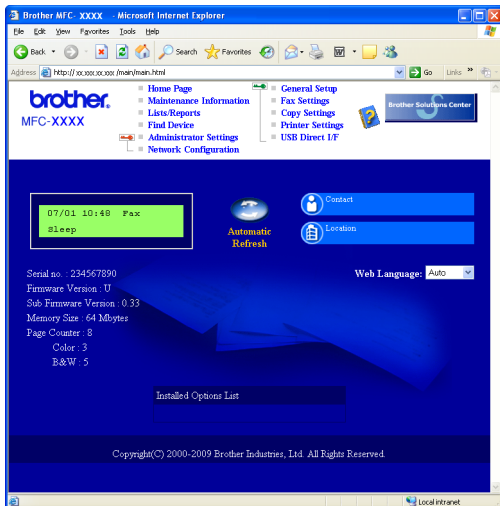 Brother MFC- XXXX - Microsoft Internet Explorer
File Edit View Favorites Tools Help
Back Search Favorites
Address http://xx.xxx.xx.xxx /main/main.html Go Links »
brother®
MFC-XXXX
Home Page
Maintenance Information
Lists/Reports
Find Device
Administrator Settings
Network Configuration
General Setup
Fax Settings
Copy Settings
Printer Settings
USB Direct I/F
Brother Solutions Center
07/01 10:48 Fax
Sleep
Automatic
Refresh
Contact
Location
Web Language: Auto
Serial no. : 234567890
Firmware Version : U
Sub Firmware Version : 0.33
Memory Size : 64 Mbytes
Page Counter : 8
Color : 3
B&W : 5
Installed Options List
Copyright(C) 2000-2009 Brother Industries, Ltd. All Rights Reserved.
Local intranet